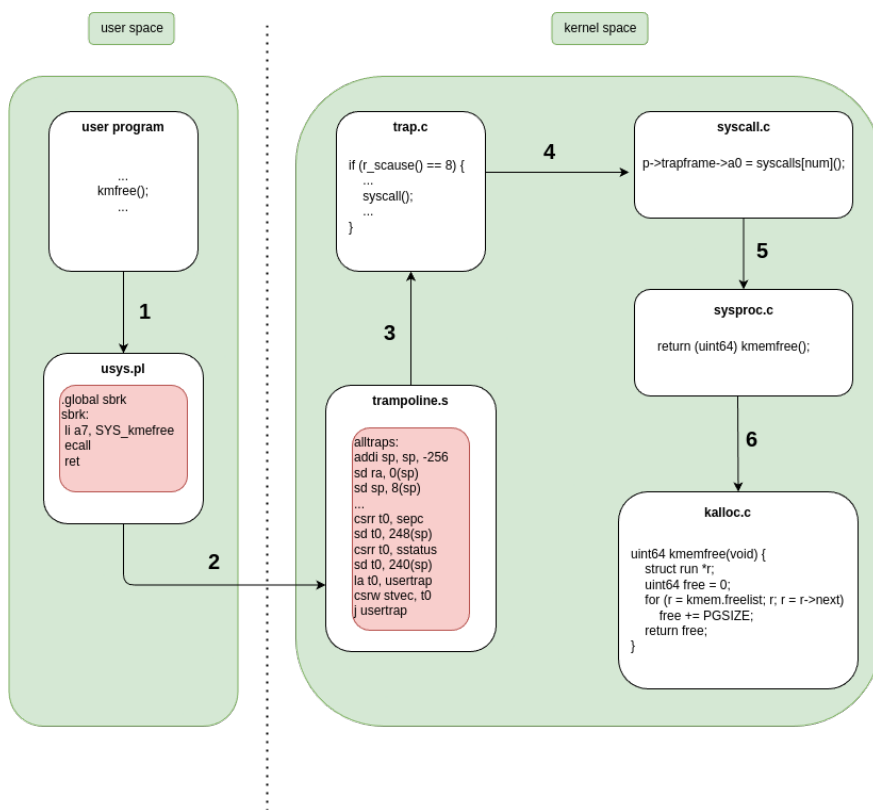 user space
kernel space
user program
...
kmfree();
...
1
usys.pl
.global sbrk
sbrk:
li a7, SYS_kmefree
ecall
ret
2
trampoline.s
alltraps:
addi sp, sp, -256
sd ra, 0(sp)
sd sp, 8(sp)
...
csrr t0, sepc
sd t0, 248(sp)
csrr t0, sstatus
sd t0, 240(sp)
la t0, usertrap
csrw stvec, t0
j usertrap
3
trap.c
if (r_scause() == 8) {
...
syscall();
...
}
4
syscall.c
p->trapframe->a0 = syscalls[num]();
5
sysproc.c
return (uint64) kmemfree();
6
kalloc.c
uint64 kmemfree(void) {
struct run *r;
uint64 free = 0;
for (r = kmem.freelist; r; r = r->next)
free += PGSIZE;
return free;
}